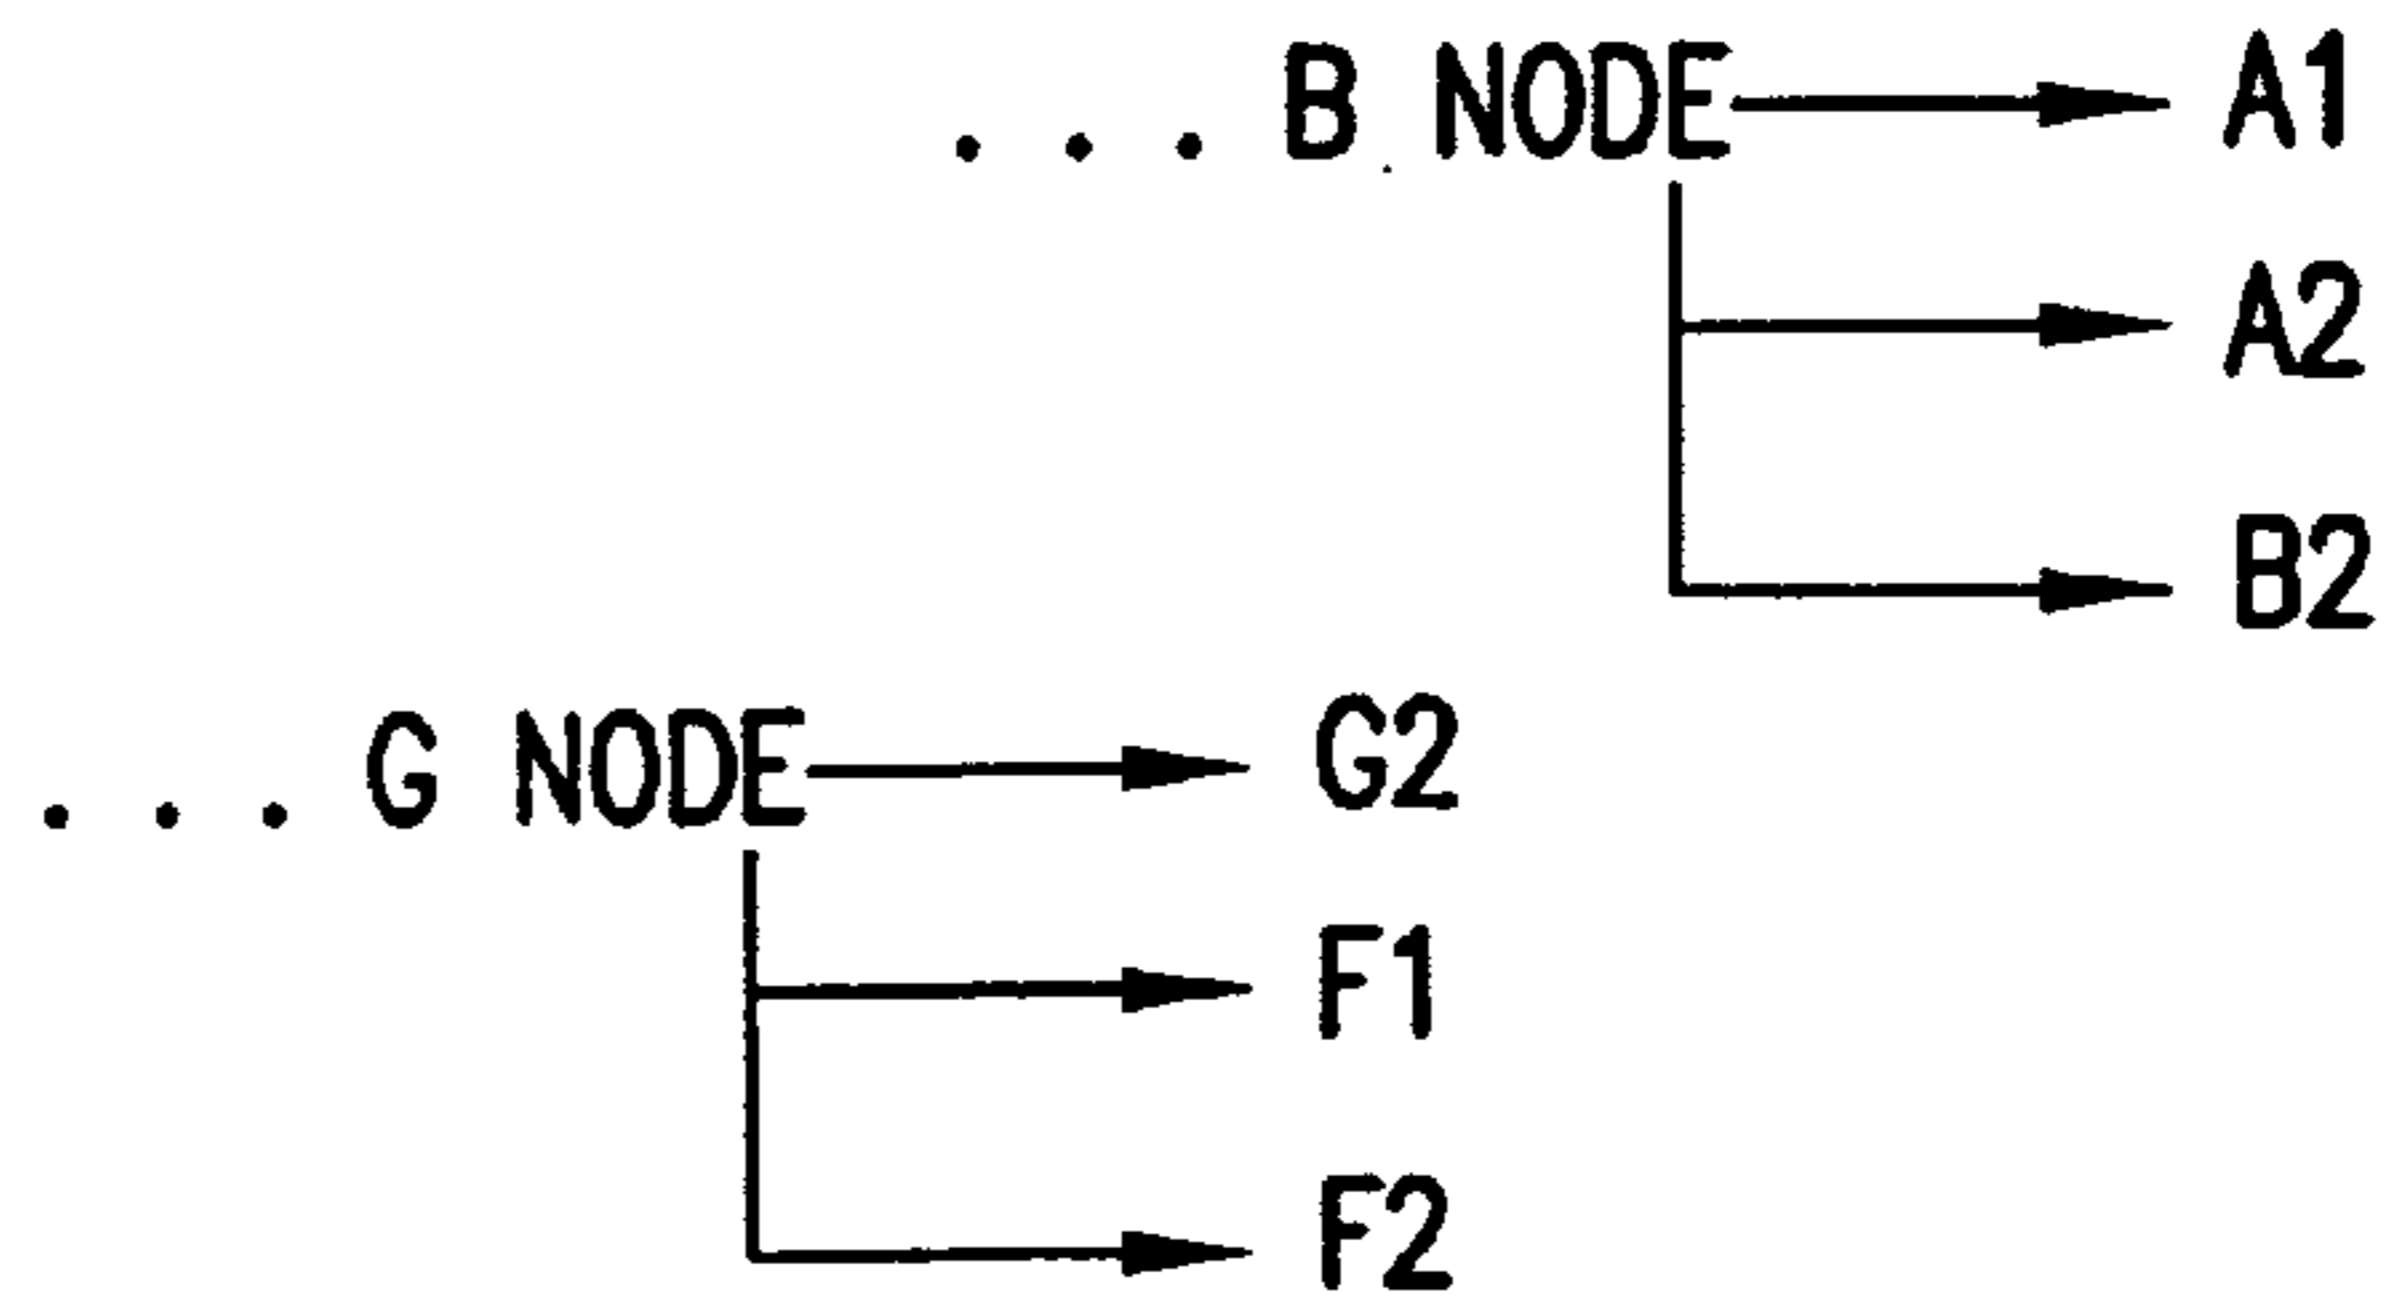 . . . B NODE A1
A2
B2
. . . G NODE G2
F1
F2